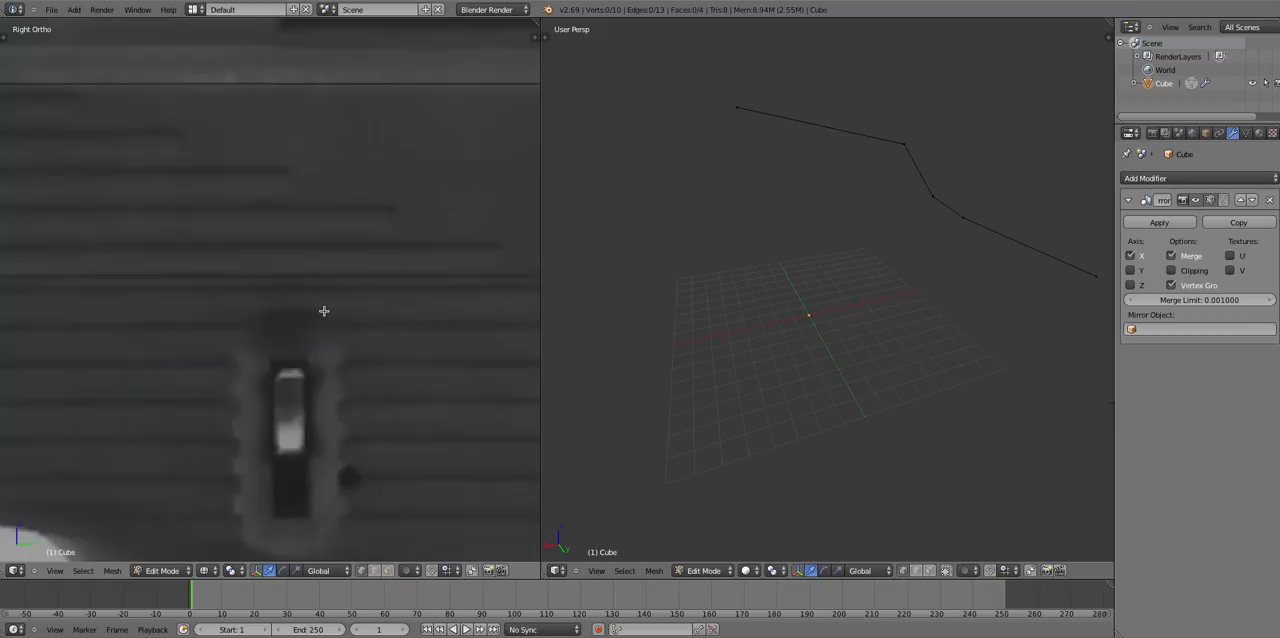 File Add Render Window Help Default Scene Blender Render v2.69 | Verts:0/10 | Edges:0/13 | Faces:0/4 | Tris:8 | Mem:8.94M (2.55M) | Cube
View Search All Scenes
Right Ortho User Persp
Scene
RenderLayers
World
Cube
Cube
Add Modifier
rror
Apply Copy
Axis: Options: Textures:
X Merge U
Y Clipping V
Z Vertex Gro
Merge Limit: 0.001000
Mirror Object:
(1) Cube (1) Cube
View Select Mesh Edit Mode Global View Select Mesh Edit Mode Global
-50 -40 -30 -20 -10 0 10 20 30 40 50 60 70 80 90 100 110 120 130 140 150 160 170 180 190 200 210 220 230 240 250 260 270 280
View Marker Frame Playback Start: 1 End: 250 1 No Sync